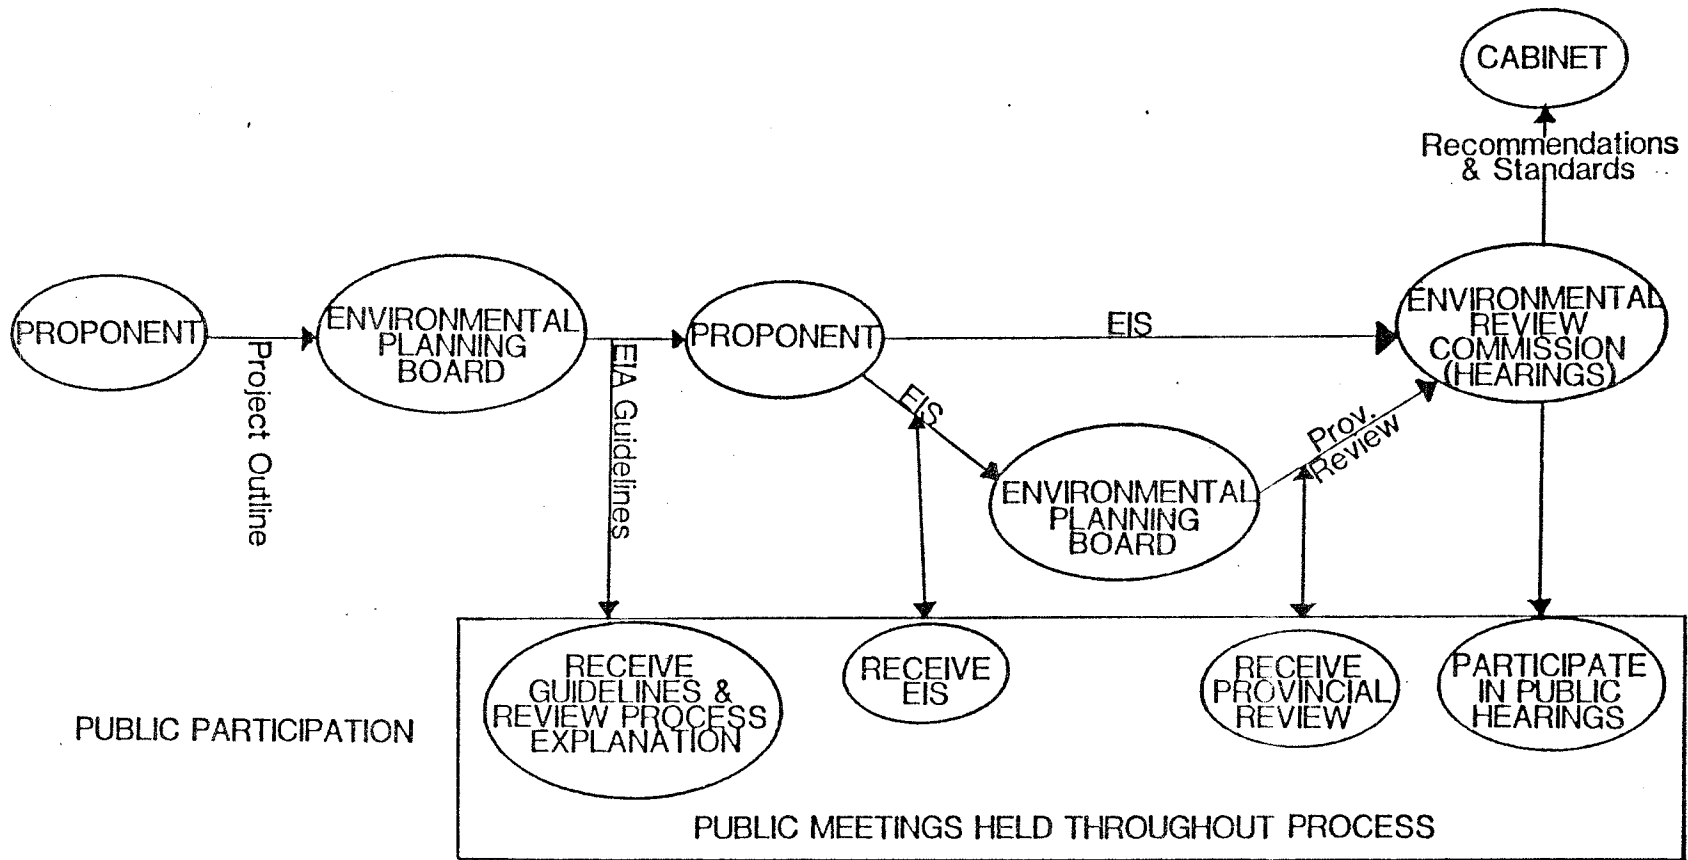 CABINET
Recommendations
& Standards
PROPONENT
Project Outline
ENVIRONMENTAL
PLANNING
BOARD
EIA Guidelines
PROPONENT
EIS
ENVIRONMENTAL
REVIEW
COMMISSION
(HEARINGS)
EIS
ENVIRONMENTAL
PLANNING
BOARD
Prov.
Review
PUBLIC PARTICIPATION
RECEIVE
GUIDELINES &
REVIEW PROCESS
EXPLANATION
RECEIVE
EIS
RECEIVE
PROVINCIAL
REVIEW
PARTICIPATE
IN PUBLIC
HEARINGS
PUBLIC MEETINGS HELD THROUGHOUT PROCESS